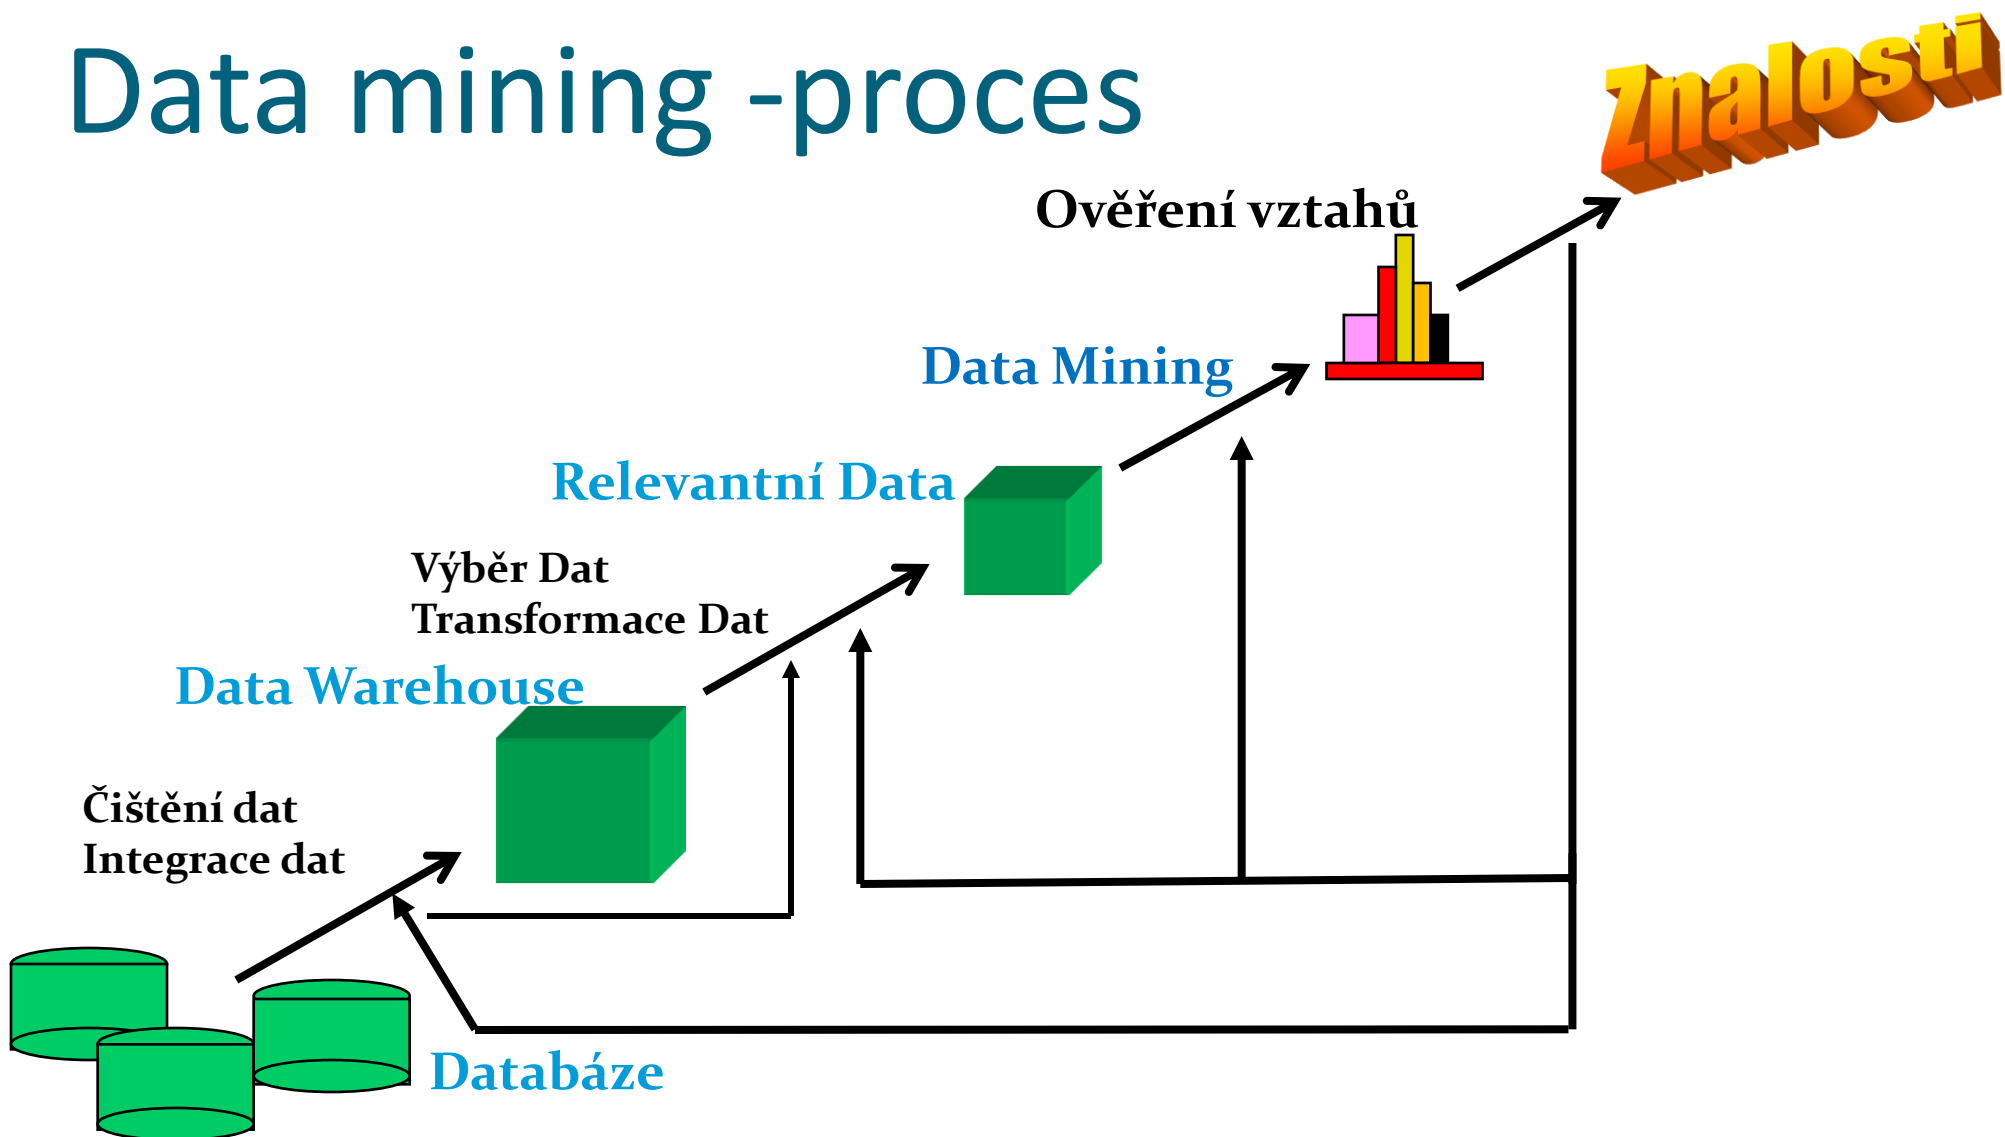 Data mining -proces
Znalosti
Ověření vztahů
Data Mining
Relevantní Data
Výběr Dat
Transformace Dat
Data Warehouse
Čištění dat
Integrace dat
Databáze